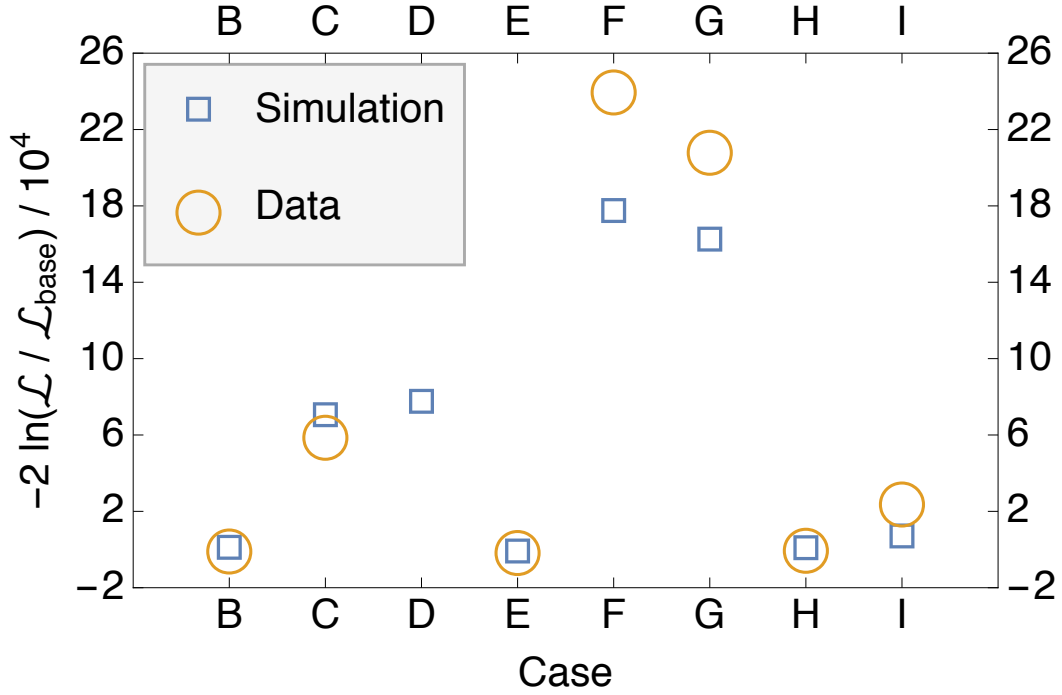 B C D E F G H I
26 26
Simulation
22 22
Data
18 18
14 14
10 10
6 6
2 2
−2 −2
−2 ln(ℒ / ℒbase) / 10⁴
B C D E F G H I
Case